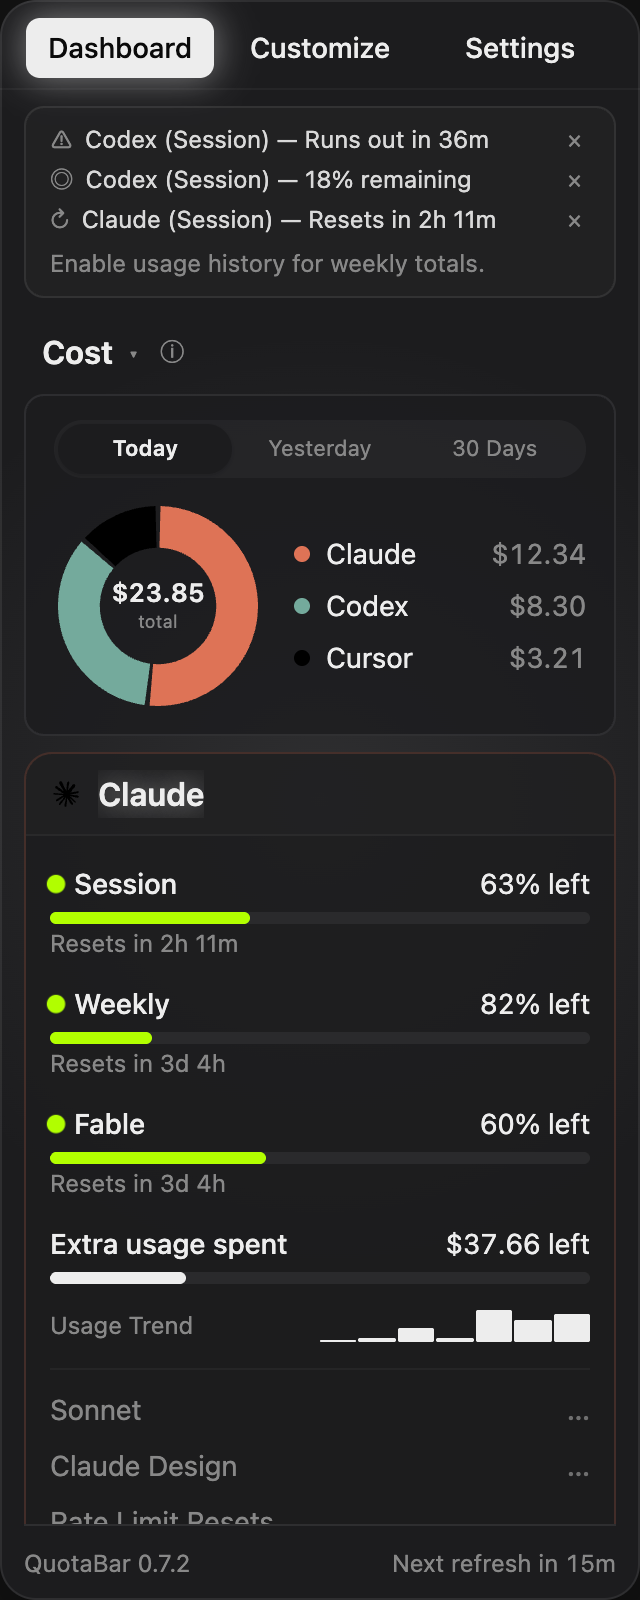 Dashboard Customize Settings
Codex (Session) — Runs out in 36m ×
Codex (Session) — 18% remaining ×
Claude (Session) — Resets in 2h 11m ×
Enable usage history for weekly totals.
Cost
Today Yesterday 30 Days
$23.85
total
Claude $12.34
Codex $8.30
Cursor $3.21
Claude
Session 63% left
Resets in 2h 11m
Weekly 82% left
Resets in 3d 4h
Fable 60% left
Resets in 3d 4h
Extra usage spent $37.66 left
Usage Trend
Sonnet ...
Claude Design ...
Rate Limit Resets
QuotaBar 0.7.2 Next refresh in 15m